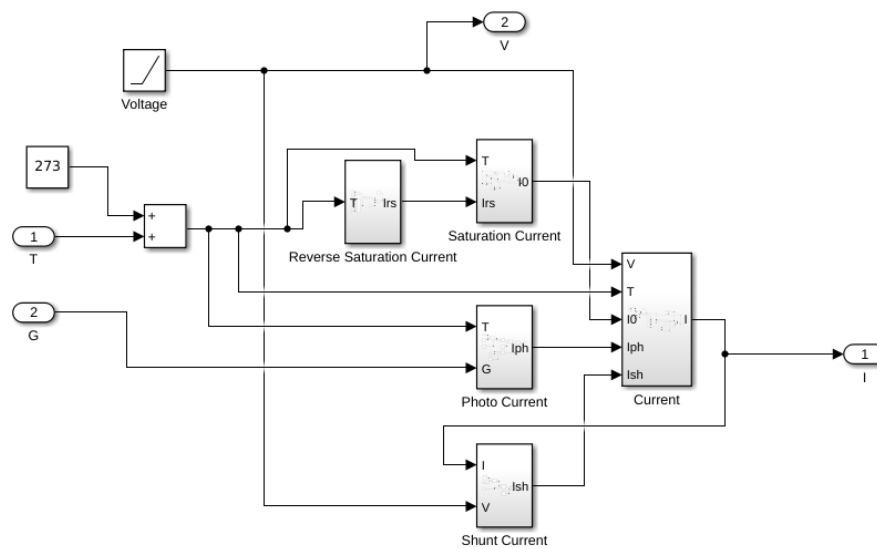 2
V
Voltage
273
+
+
1
T
T
Irs
Reverse Saturation Current
T
Irs
I0
Saturation Current
2
G
T
G
Iph
Photo Current
V
T
I0
Iph
Ish
I
Current
1
I
I
V
Ish
Shunt Current